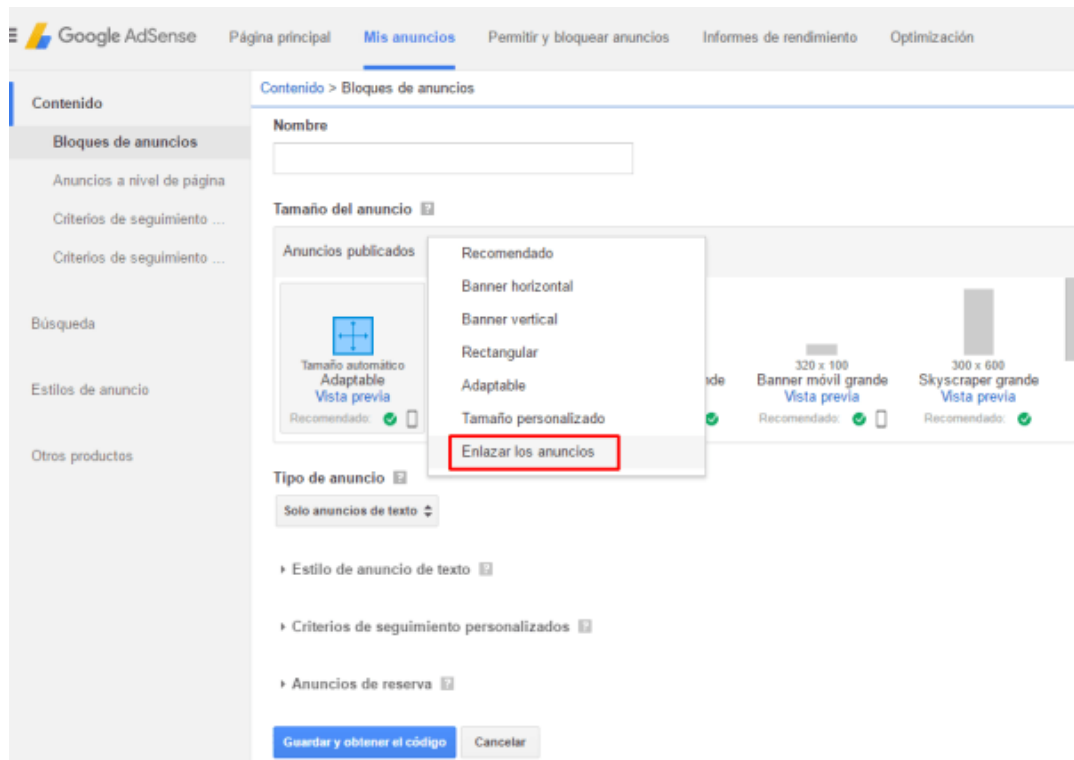 Google AdSense
Página principal
Mis anuncios
Permitir y bloquear anuncios
Informes de rendimiento
Optimización
Contenido
Bloques de anuncios
Anuncios a nivel de página
Criterios de seguimiento ...
Criterios de seguimiento ...
Búsqueda
Estilos de anuncio
Otros productos
Contenido > Bloques de anuncios
Nombre
Tamaño del anuncio ?
Anuncios publicados
Recomendado
Banner horizontal
Banner vertical
Rectangular
Adaptable
Tamaño personalizado
Enlazar los anuncios
Tamaño automático
Adaptable
Vista previa
Recomendado:
nde
320 x 100
Banner móvil grande
Vista previa
Recomendado:
300 x 600
Skyscraper grande
Vista previa
Recomendado:
Tipo de anuncio ?
Solo anuncios de texto
Estilo de anuncio de texto ?
Criterios de seguimiento personalizados ?
Anuncios de reserva ?
Guardar y obtener el código
Cancelar